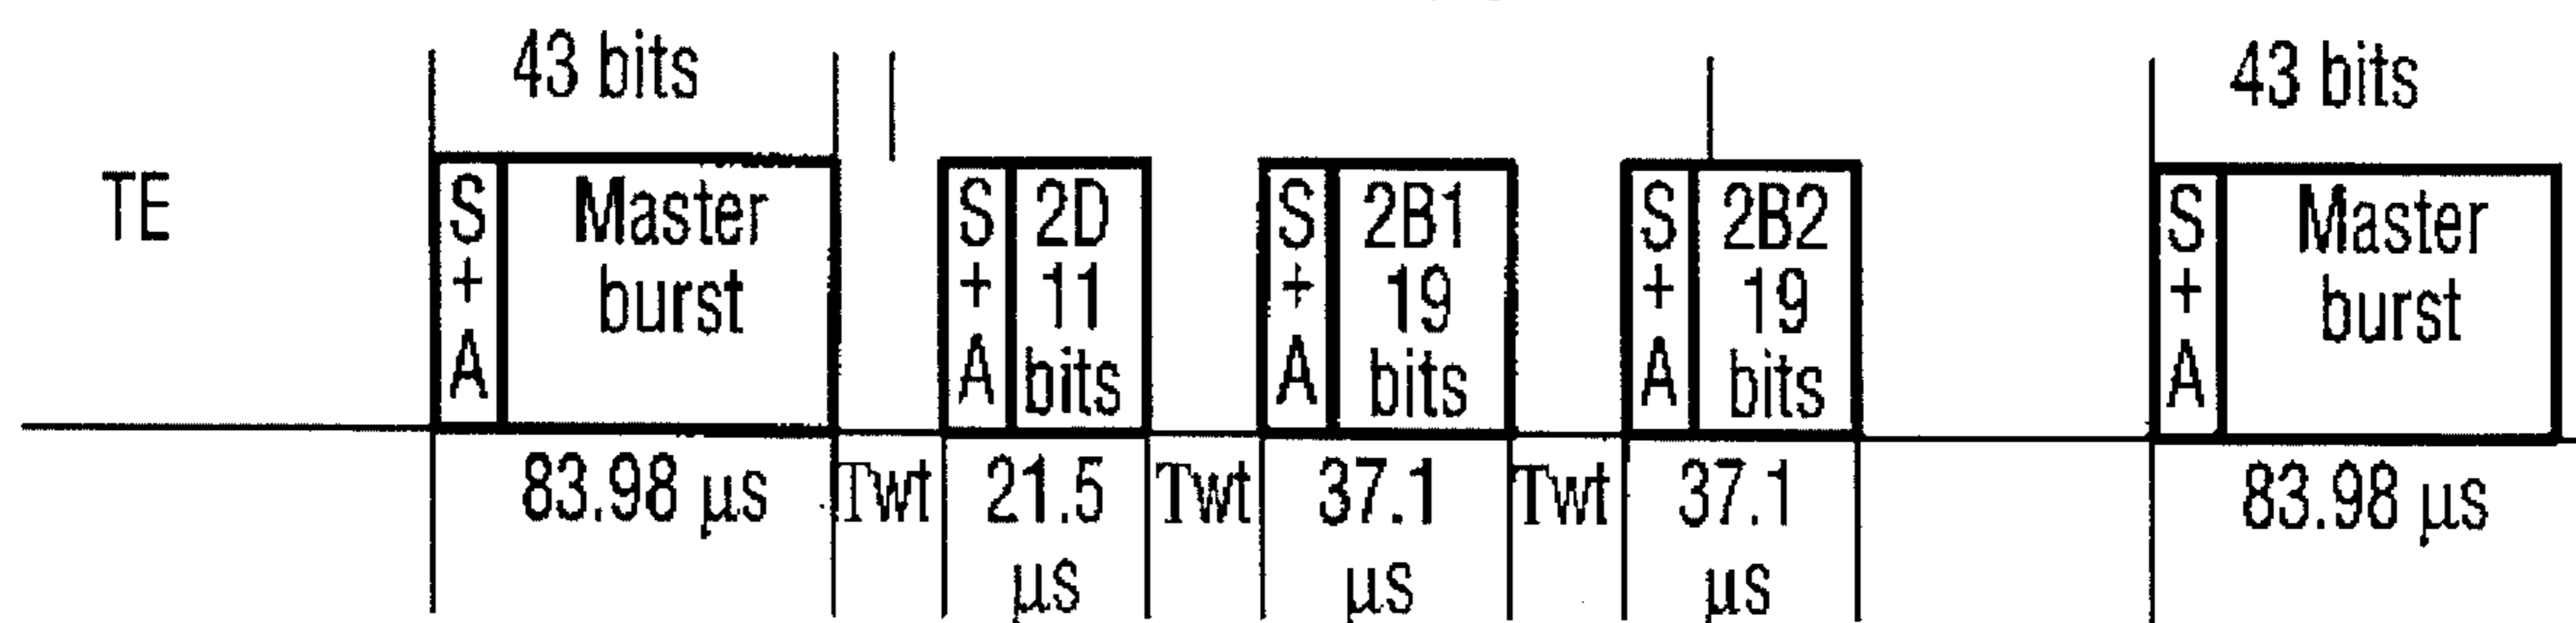 43 bits
43 bits
TE
S
+
A
Master
burst
S
+
A
2D
11
bits
S
+
A
2B1
19
bits
S
+
A
2B2
19
bits
S
+
A
Master
burst
83.98 µs
Twt
21.5
µs
Twt
37.1
µs
Twt
37.1
µs
83.98 µs